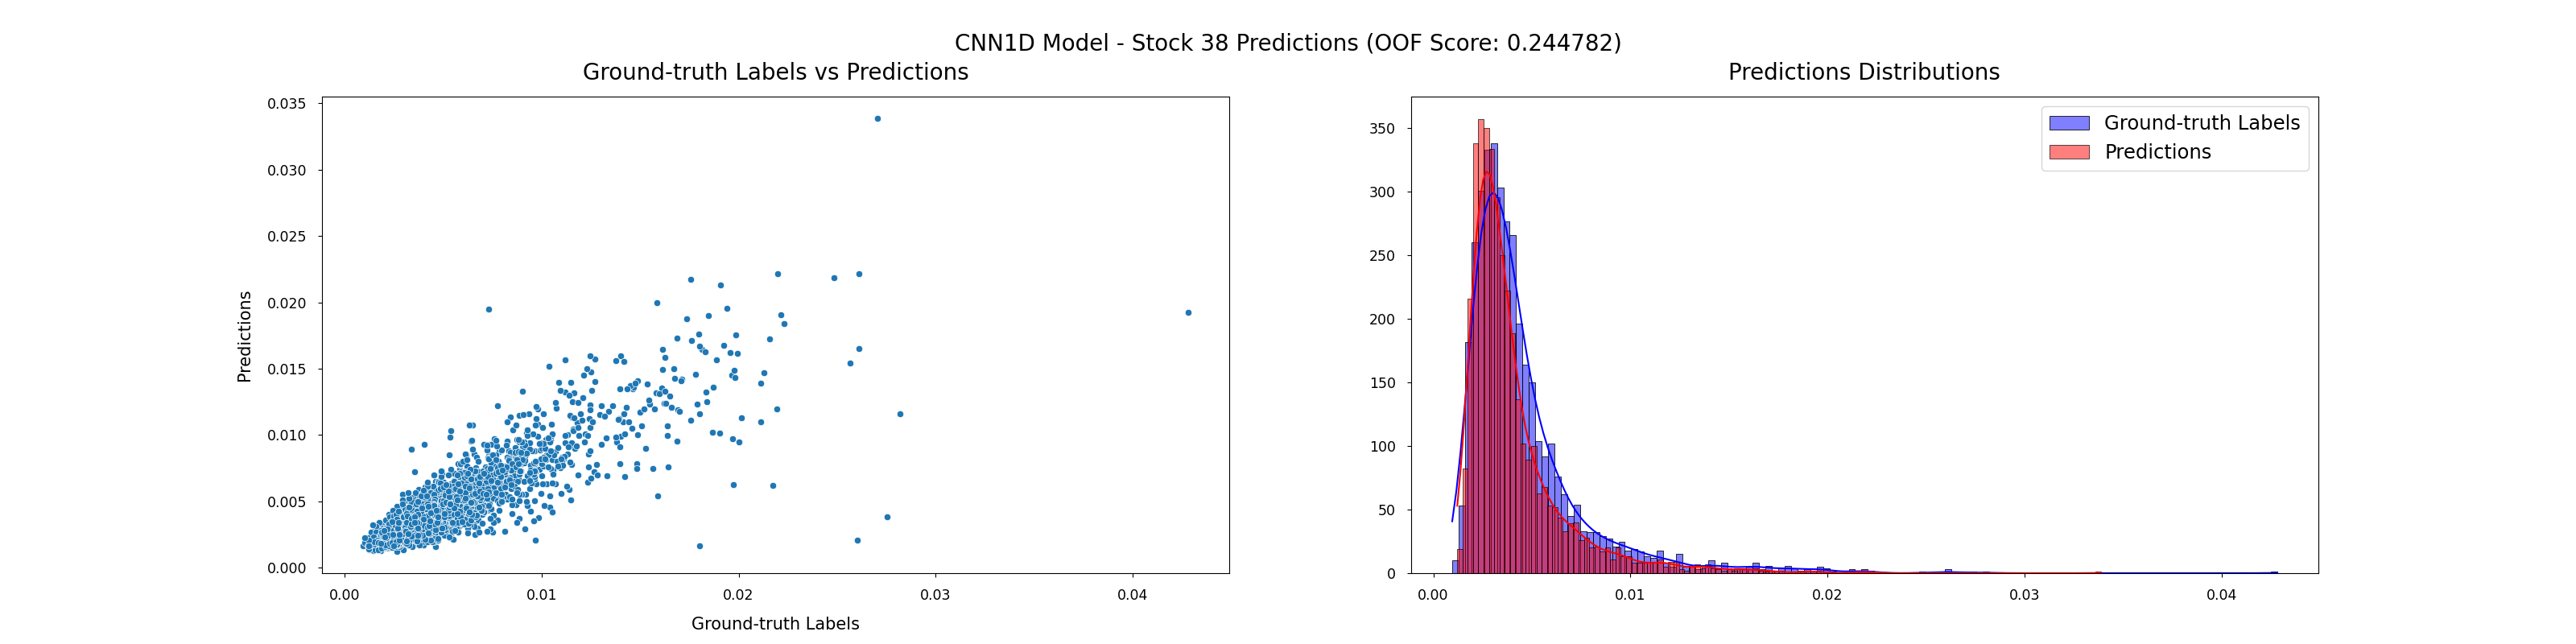 CNN1D Model - Stock 38 Predictions (OOF Score: 0.244782)
Ground-truth Labels vs Predictions
0.035
0.030
0.025
0.020
0.015
0.010
0.005
0.000
Predictions
0.00 0.01 0.02 0.03 0.04
Ground-truth Labels
Predictions Distributions
Ground-truth Labels
Predictions
350
300
250
200
150
100
50
0
0.00 0.01 0.02 0.03 0.04